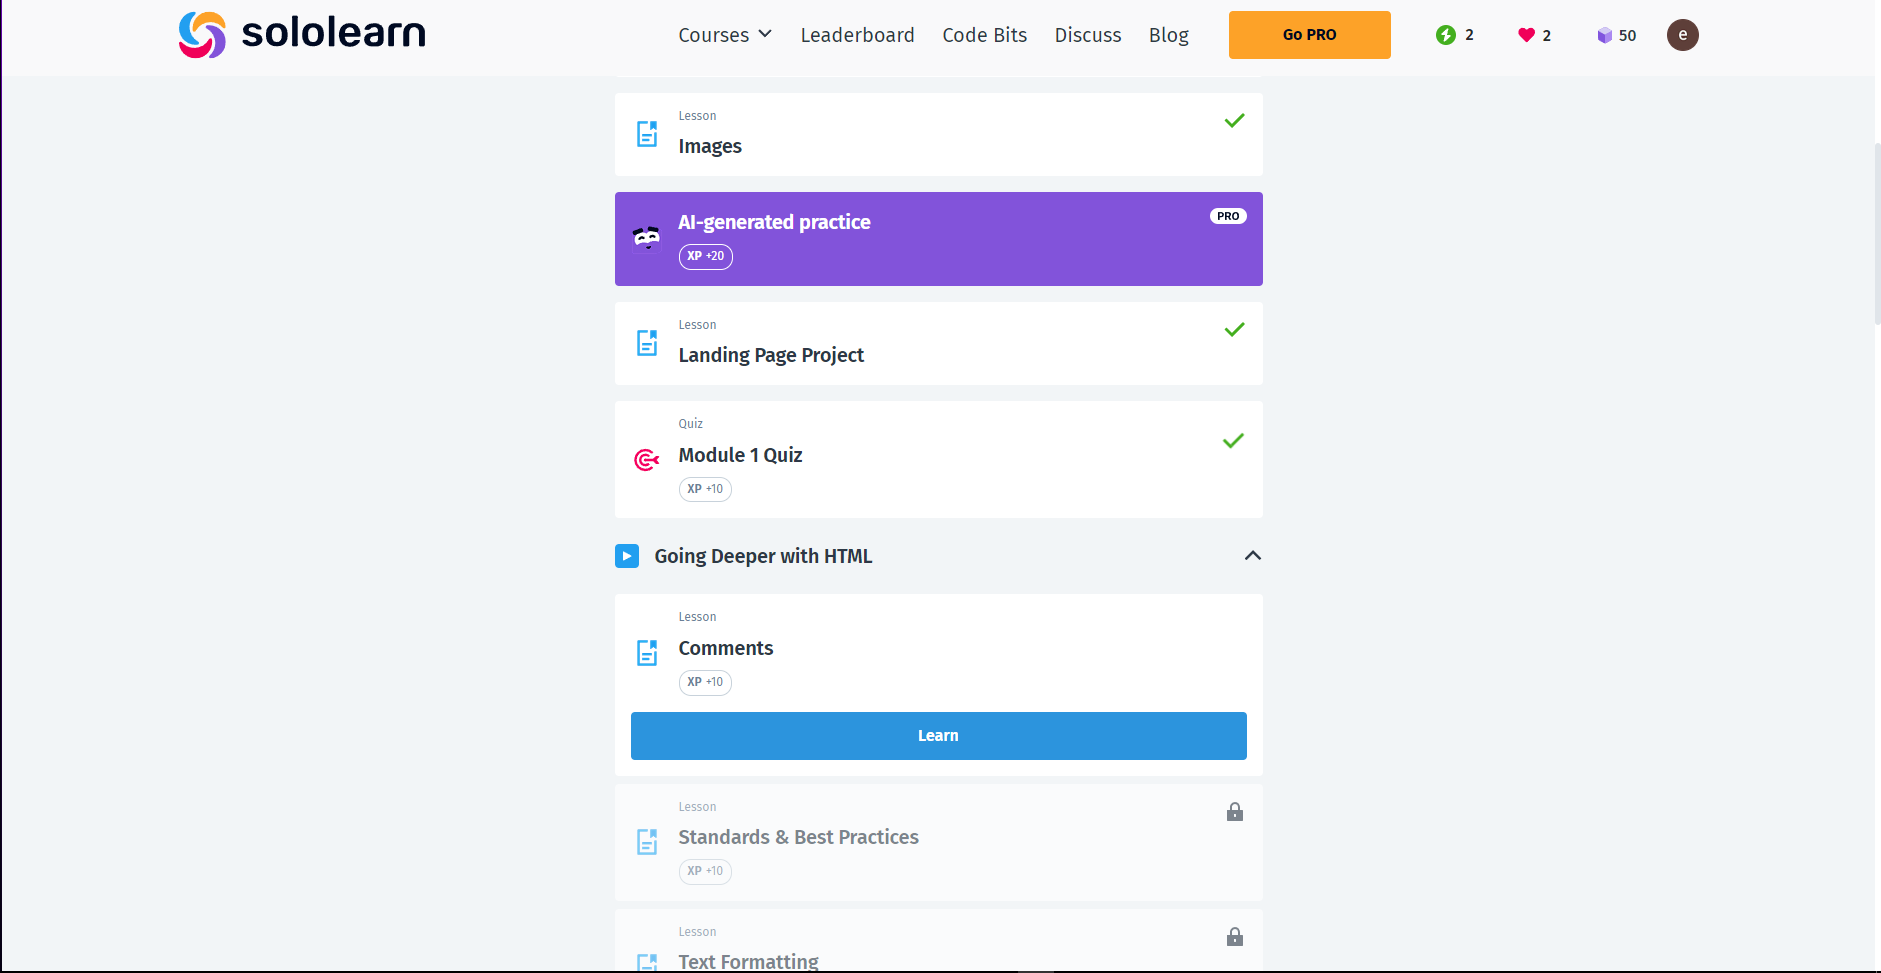 sololearn
Courses Leaderboard Code Bits Discuss Blog Go PRO 2 2 50 e
Lesson
Images
AI-generated practice PRO
XP +20
Lesson
Landing Page Project
Quiz
Module 1 Quiz
XP +10
Going Deeper with HTML
Lesson
Comments
XP +10
Learn
Lesson
Standards & Best Practices
XP +10
Lesson
Text Formatting